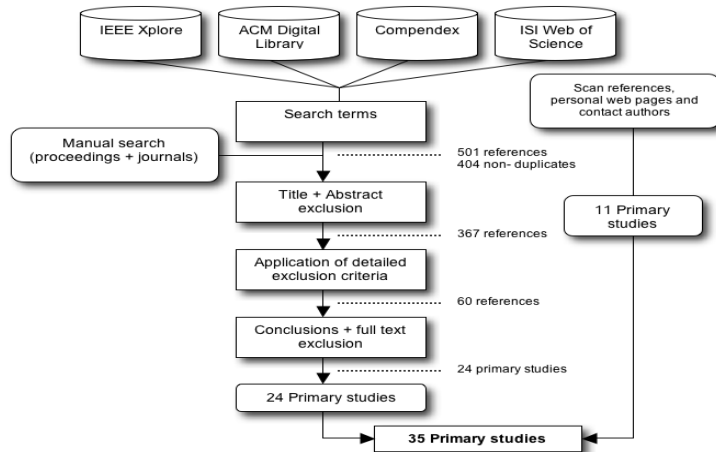 IEEE Xplore
ACM Digital
Library
Compendex
ISI Web of
Science
Search terms
Scan references,
personal web pages and
contact authors
Manual search
(proceedings + journals)
501 references
404 non- duplicates
Title + Abstract
exclusion
11 Primary
studies
367 references
Application of detailed
exclusion criteria
60 references
Conclusions + full text
exclusion
24 primary studies
24 Primary studies
35 Primary studies